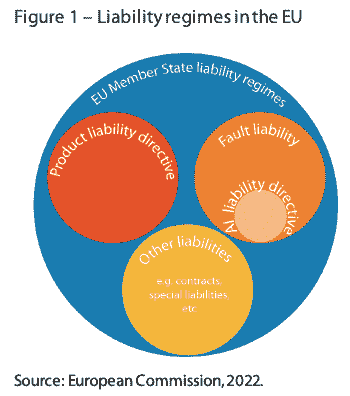 Figure 1 – Liability regimes in the EU
EU Member State liability regimes
Product liability directive
Fault liability
AI liability directive
Other liabilities
e.g. contracts,
special liabilities,
etc
Source: European Commission, 2022.